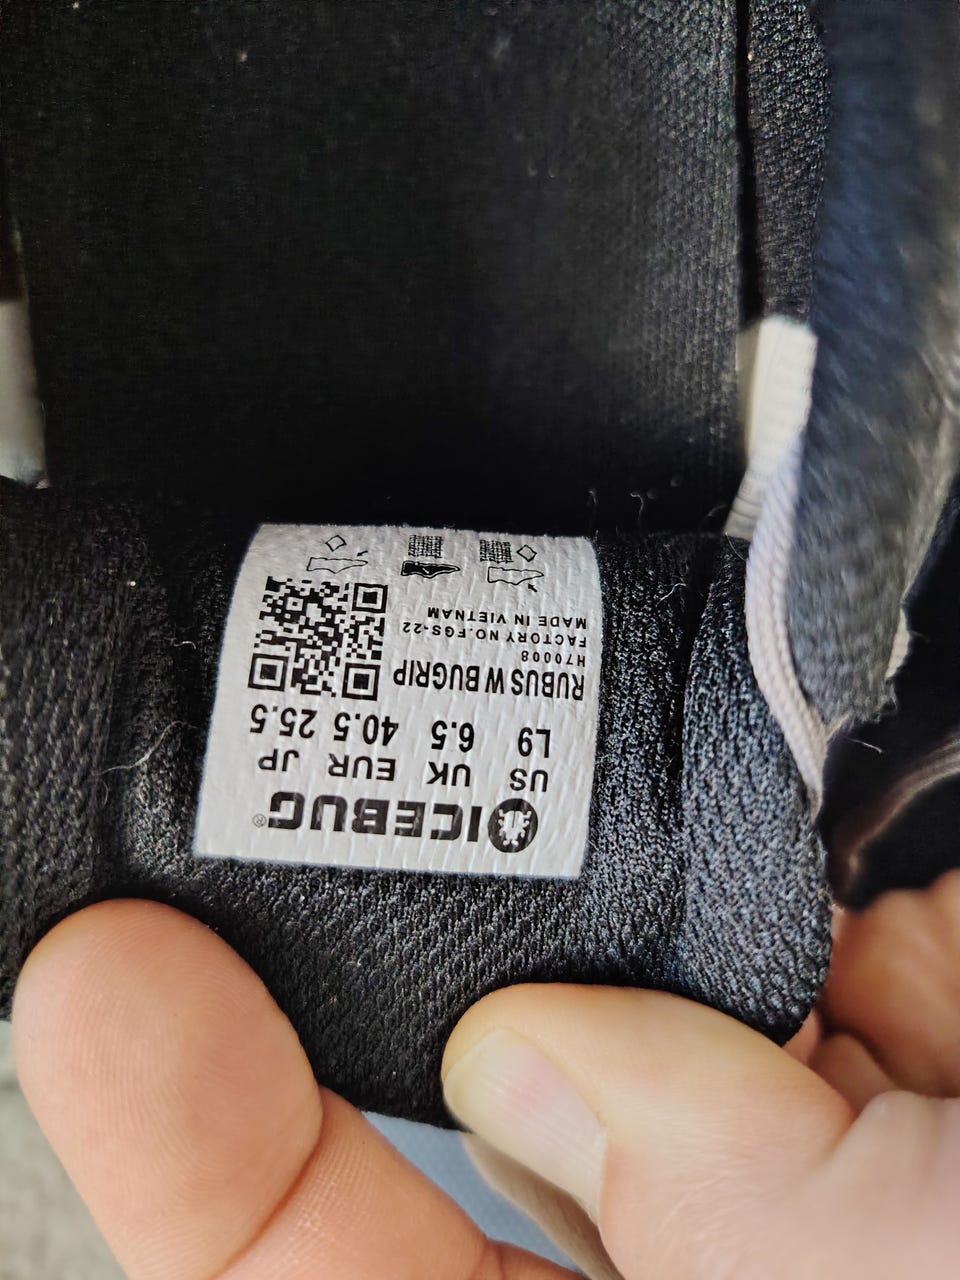 ICEBUG®
US UK EUR JP
L9 6.5 40.5 25.5
RUBUS W BUGRIP
H70008
FACTORY NO.FGS-22
MADE IN VIETNAM